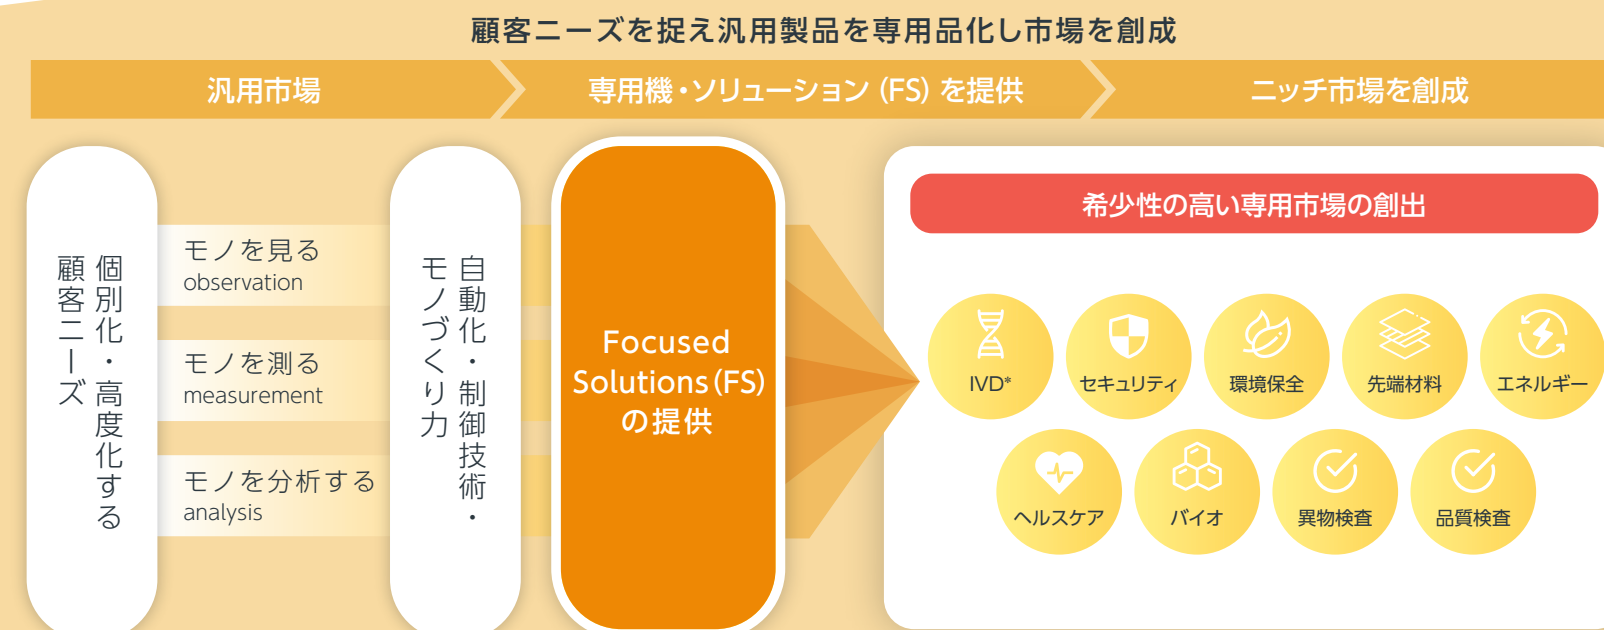 顧客ニーズを捉え汎用製品を専用品化し市場を創成
汎用市場
専用機・ソリューション（FS）を提供
ニッチ市場を創成
個別化・高度化する
顧客ニーズ
モノを見る
observation
モノを測る
measurement
モノを分析する
analysis
自動化・制御技術・
モノづくり力
Focused
Solutions(FS)
の提供
希少性の高い専用市場の創出
IVD*
セキュリティ
環境保全
先端材料
エネルギー
ヘルスケア
バイオ
異物検査
品質検査